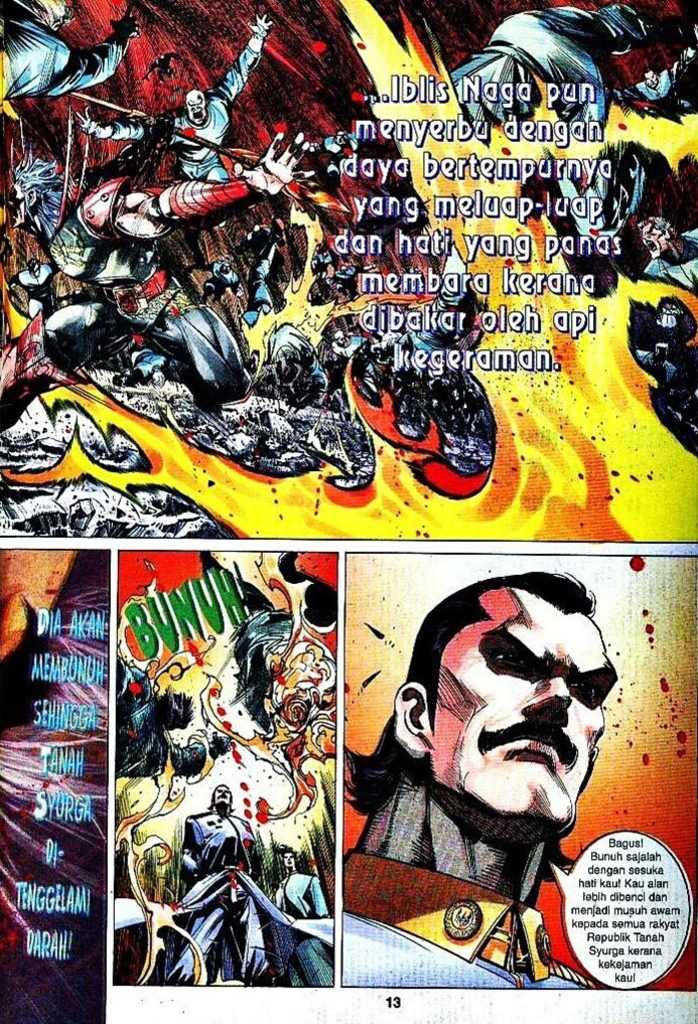 ...Iblis Naga pun
menyerbu dengan
daya bertempurnya
yang meluap-luap
dan hati yang panas
membara kerana
dibakar oleh api
kegeraman.
DIA AKAN
MEMBUNUH
SEHINGGA
TANAH
SYURGA
DI-
TENGGELAMI
DARAH!
BUNUH!
Bagus!
Bunuh sajalah
dengan sesuka
hati kau! Kau alan
lebih dibenci dan
menjadi musuh awam
kepada semua rakyat
Republik Tanah
Syurga kerana
kekejaman
kau!
13